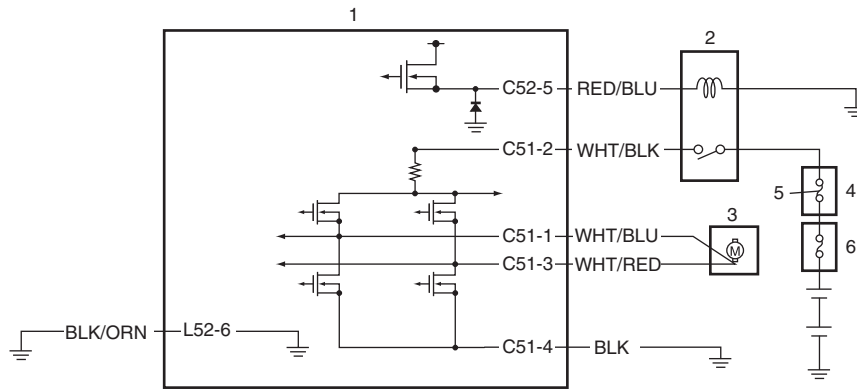 1
2
C52-5 RED/BLU
C51-2 WHT/BLK
5
4
3
C51-1 WHT/BLU
M
6
C51-3 WHT/RED
BLK/ORN L52-6
C51-4 BLK